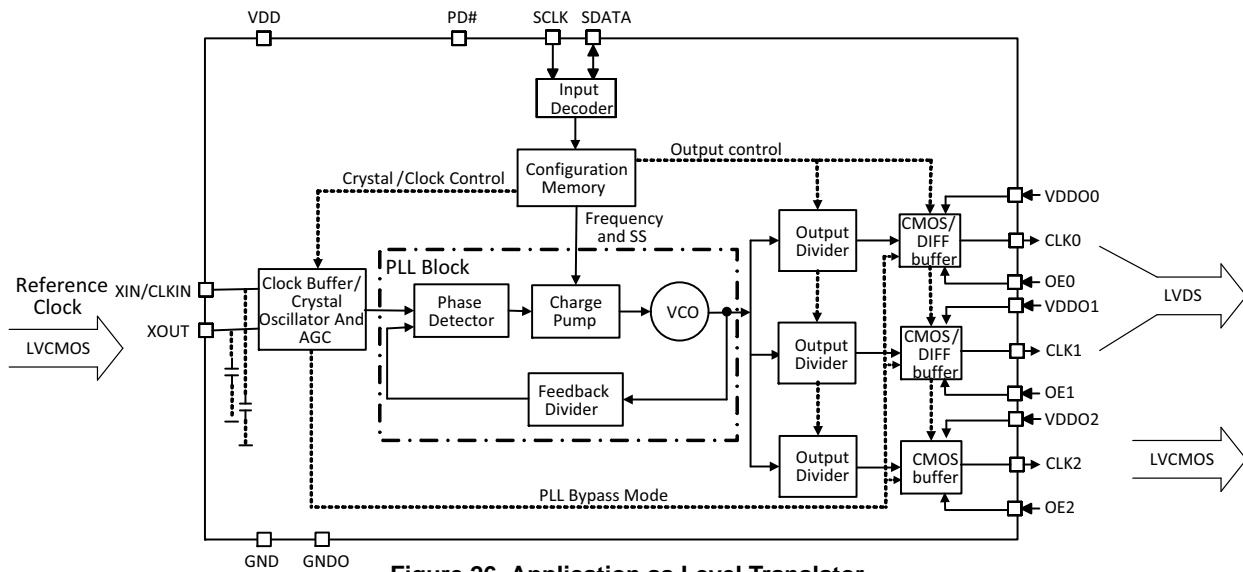 VDD
PD#
SCLK
SDATA
Input
Decoder
Output control
Configuration
Memory
Crystal /Clock Control
Frequency
and SS
VDDO0
Output
Divider
CMOS/
DIFF
buffer
CLK0
PLL Block
Reference
Clock
XIN/CLKIN
Clock Buffer/
Crystal
Oscillator And
AGC
Phase
Detector
Charge
Pump
VCO
OE0
VDDO1
LVDS
XOUT
LVCMOS
Output
Divider
CMOS/
DIFF
buffer
CLK1
Feedback
Divider
OE1
VDDO2
Output
Divider
CMOS
buffer
CLK2
LVCMOS
PLL Bypass Mode
OE2
GND
GNDO
Figure 26. Application as Level Translator